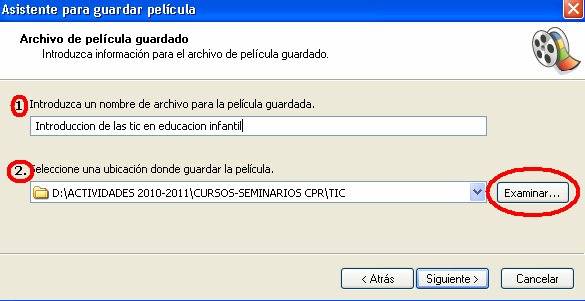 Asistente para guardar película
Archivo de película guardado
Introduzca información para el archivo de película guardado.
1 Introduzca un nombre de archivo para la película guardada.
Introduccion de las tic en educacion infantil
2. Seleccione una ubicación donde guardar la película.
D:\ACTIVIDADES 2010-2011\CURSOS-SEMINARIOS CPR\TIC
Examinar...
< Atrás
Siguiente >
Cancelar